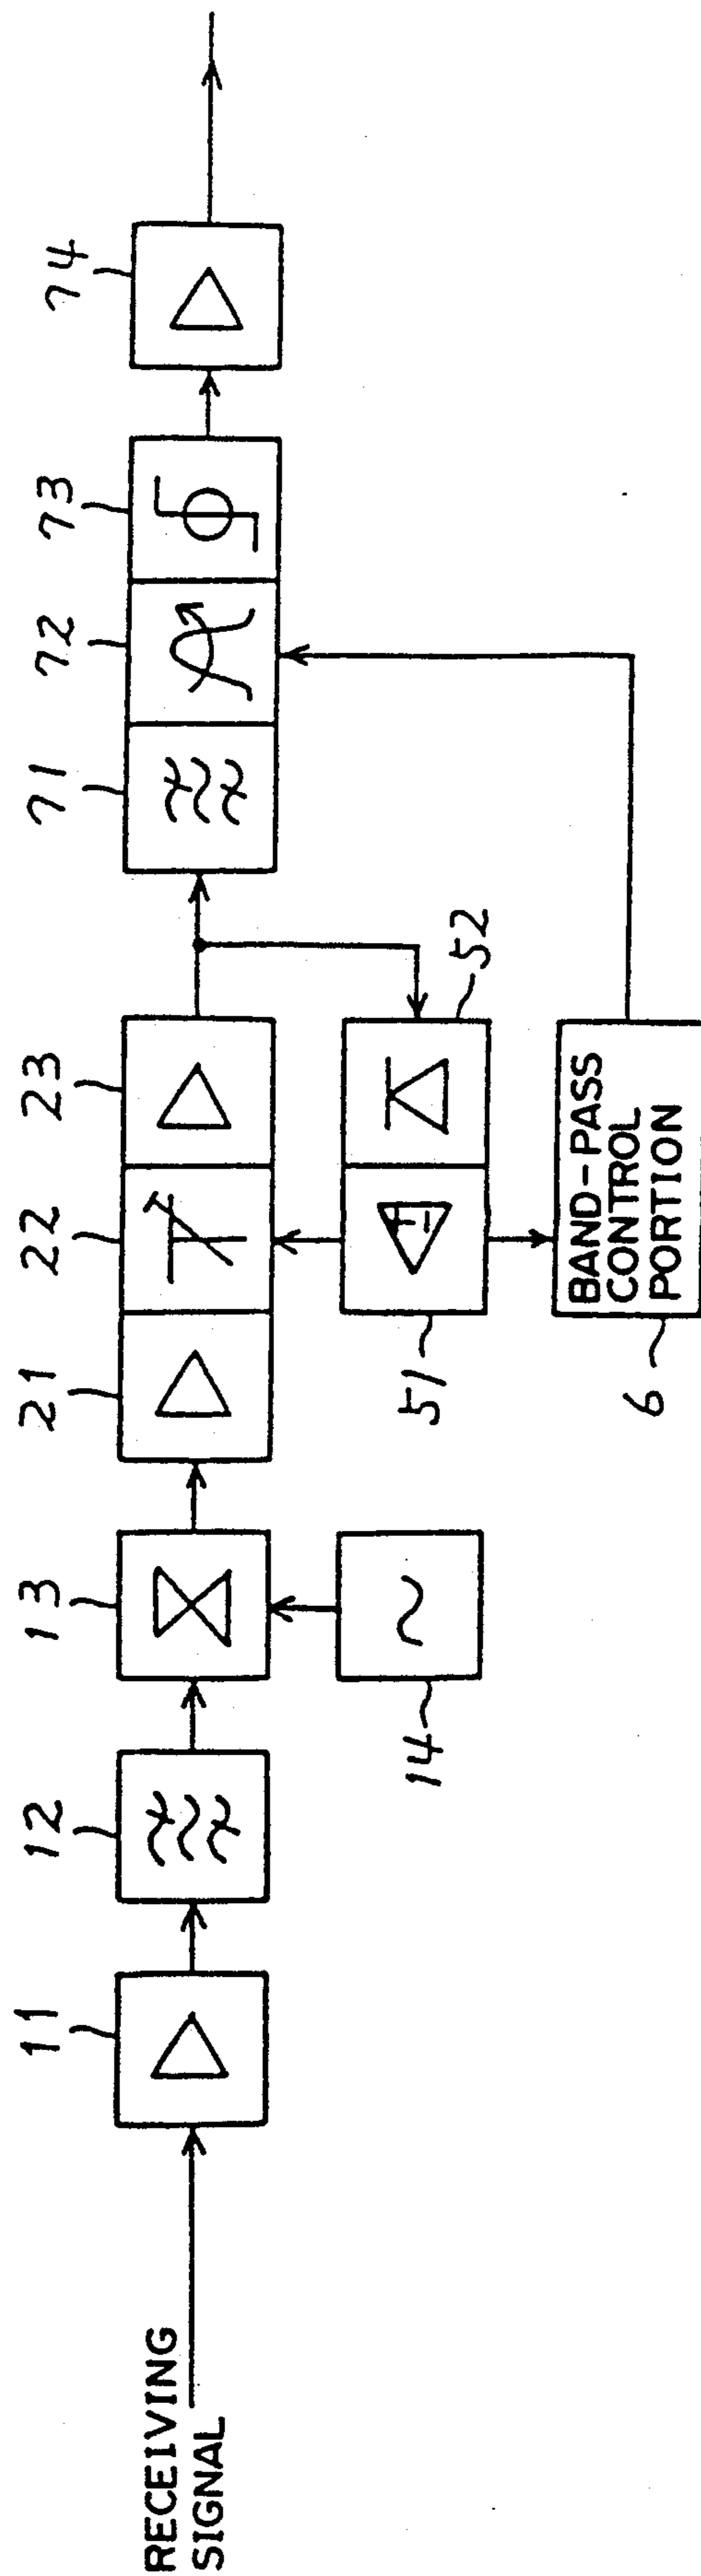 RECEIVING
SIGNAL
11
12
13
14
21
22
23
51
52
BAND-PASS
CONTROL
PORTION
6
71
72
73
74